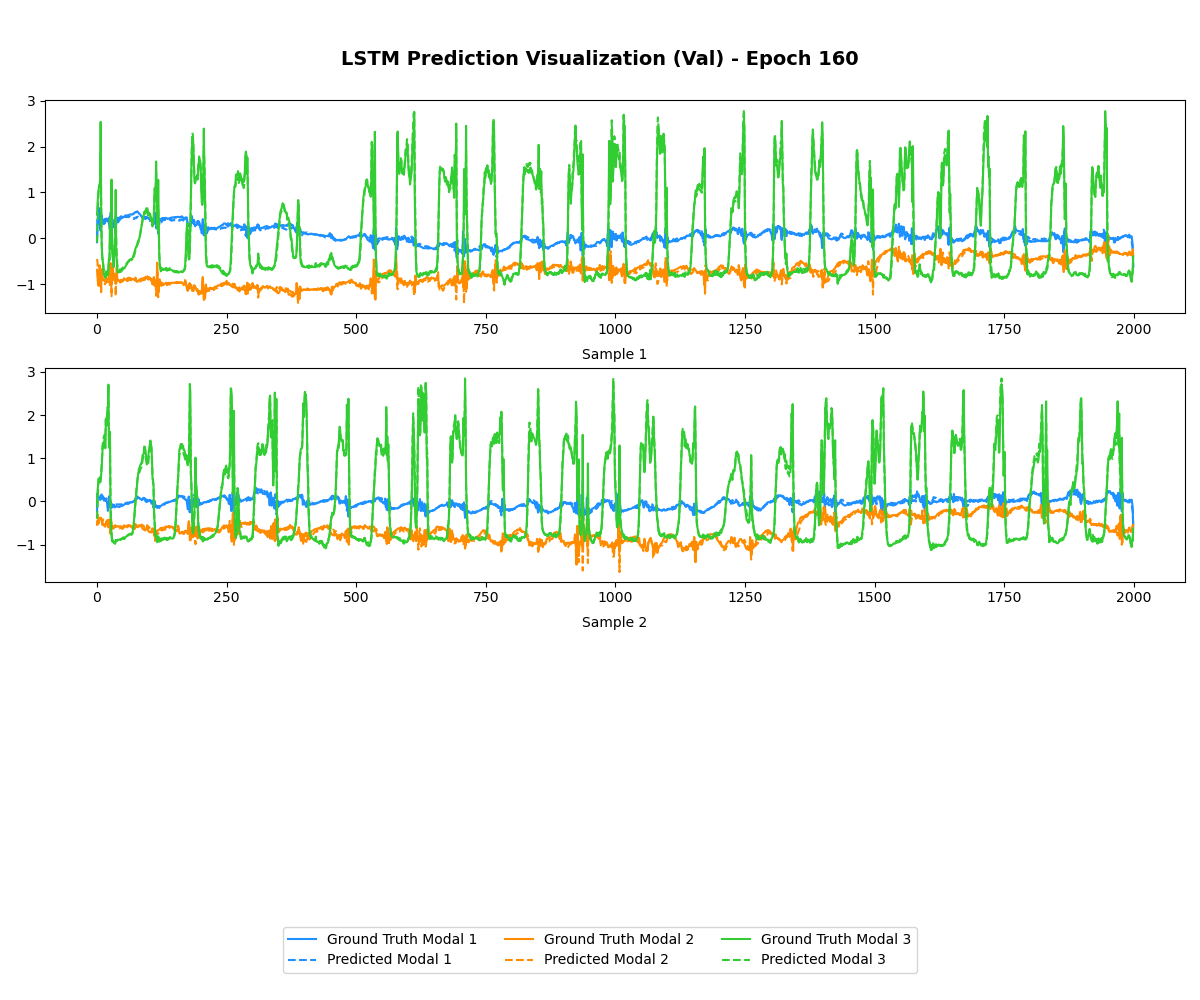 LSTM Prediction Visualization (Val) - Epoch 160
3
2
1
0
−1
0 250 500 750 1000 1250 1500 1750 2000
Sample 1
3
2
1
0
−1
0 250 500 750 1000 1250 1500 1750 2000
Sample 2
Ground Truth Modal 1 Ground Truth Modal 2 Ground Truth Modal 3
Predicted Modal 1 Predicted Modal 2 Predicted Modal 3